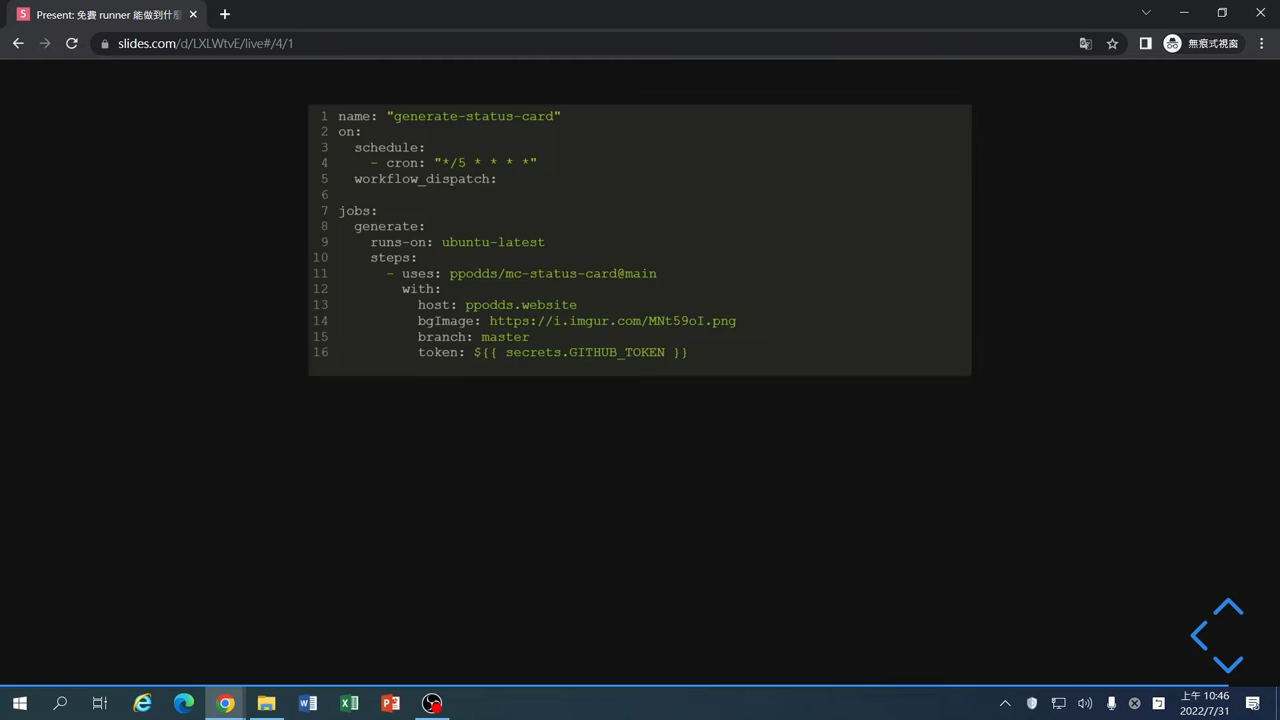 Present: 免費 runner 能做到什麼
slides.com/d/LXLWtvE/live#/4/1
無痕式視窗
1 name: "generate-status-card"
2 on:
3 schedule:
4 - cron: "*/5 * * * *"
5 workflow_dispatch:
6
7 jobs:
8 generate:
9 runs-on: ubuntu-latest
10 steps:
11 - uses: ppodds/mc-status-card@main
12 with:
13 host: ppodds.website
14 bgImage: https://i.imgur.com/MNt59oI.png
15 branch: master
16 token: ${{ secrets.GITHUB_TOKEN }}
上午 10:46
2022/7/31